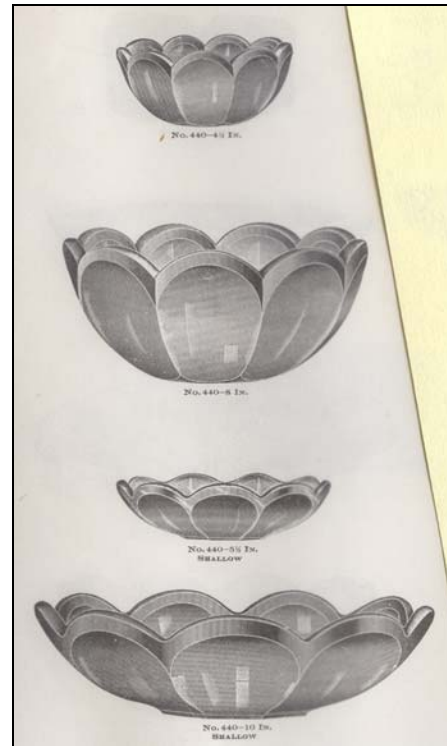 No. 440–4½ In.
No. 440–8 In.
No. 440–5½ In.
Shallow
No. 440–10 In.
Shallow